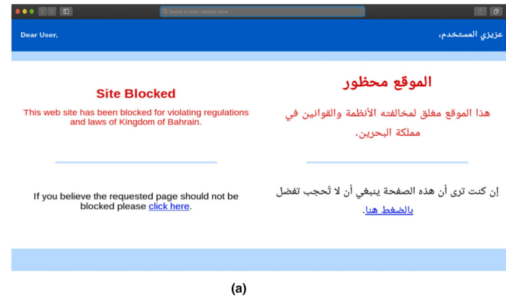 Dear User,
عزيزي المستخدم،
Site Blocked
This web site has been blocked for violating regulations
and laws of Kingdom of Bahrain.
If you believe the requested page should not be
blocked please click here.
الموقع محظور
هذا الموقع مغلق لمخالفته الأنظمة والقوانين في
مملكة البحرين.
إن كنت ترى أن هذه الصفحة ينبغي أن لا تُحجب تفضل
بالضغط هنا.
(a)